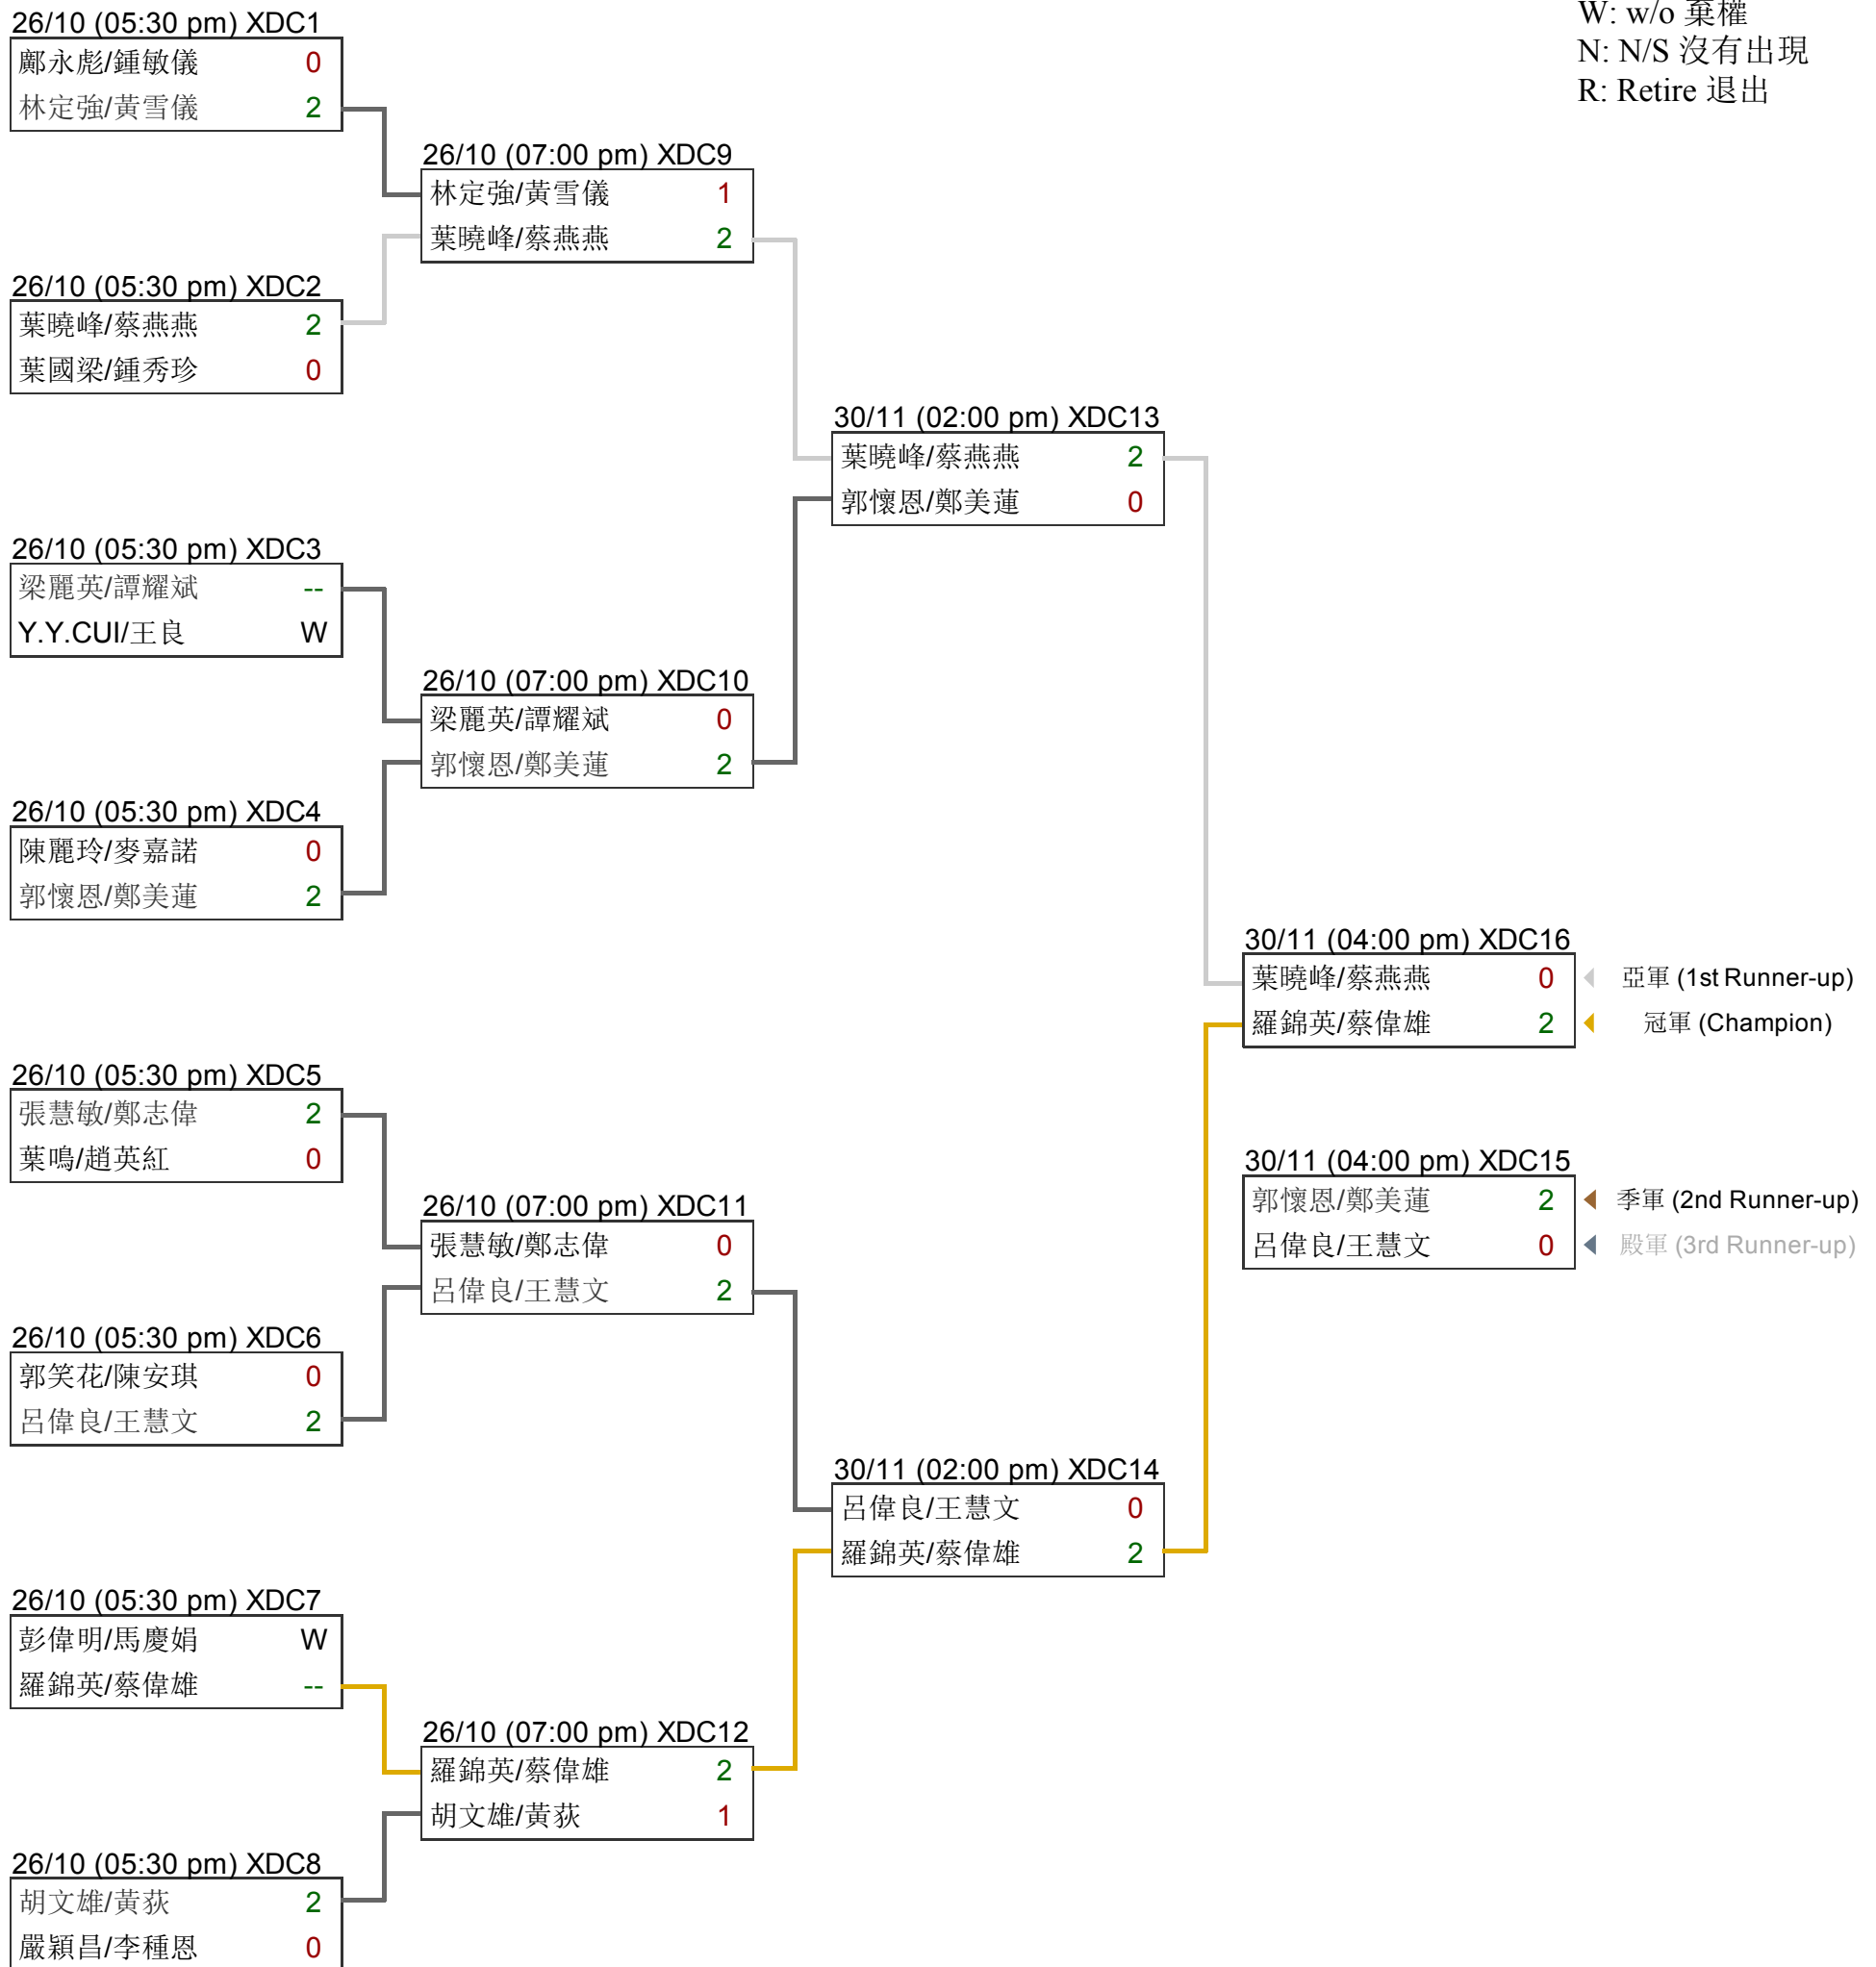 W: w/o 棄權
N: N/S 沒有出現
R: Retire 退出
26/10 (05:30 pm) XDC1
鄺永彪/鍾敏儀 0
林定強/黃雪儀 2
26/10 (07:00 pm) XDC9
林定強/黃雪儀 1
葉曉峰/蔡燕燕 2
26/10 (05:30 pm) XDC2
葉曉峰/蔡燕燕 2
葉國梁/鍾秀珍 0
30/11 (02:00 pm) XDC13
葉曉峰/蔡燕燕 2
郭懷恩/鄭美蓮 0
26/10 (05:30 pm) XDC3
梁麗英/譚耀斌 --
Y.Y.CUI/王良 W
26/10 (07:00 pm) XDC10
梁麗英/譚耀斌 0
郭懷恩/鄭美蓮 2
26/10 (05:30 pm) XDC4
陳麗玲/麥嘉諾 0
郭懷恩/鄭美蓮 2
30/11 (04:00 pm) XDC16
葉曉峰/蔡燕燕 0 亞軍 (1st Runner-up)
羅錦英/蔡偉雄 2 冠軍 (Champion)
26/10 (05:30 pm) XDC5
張慧敏/鄭志偉 2
葉鳴/趙英紅 0
30/11 (04:00 pm) XDC15
郭懷恩/鄭美蓮 2 季軍 (2nd Runner-up)
呂偉良/王慧文 0 殿軍 (3rd Runner-up)
26/10 (07:00 pm) XDC11
張慧敏/鄭志偉 0
呂偉良/王慧文 2
26/10 (05:30 pm) XDC6
郭笑花/陳安琪 0
呂偉良/王慧文 2
30/11 (02:00 pm) XDC14
呂偉良/王慧文 0
羅錦英/蔡偉雄 2
26/10 (05:30 pm) XDC7
彭偉明/馬慶娟 W
羅錦英/蔡偉雄 --
26/10 (07:00 pm) XDC12
羅錦英/蔡偉雄 2
胡文雄/黃荻 1
26/10 (05:30 pm) XDC8
胡文雄/黃荻 2
嚴穎昌/李種恩 0